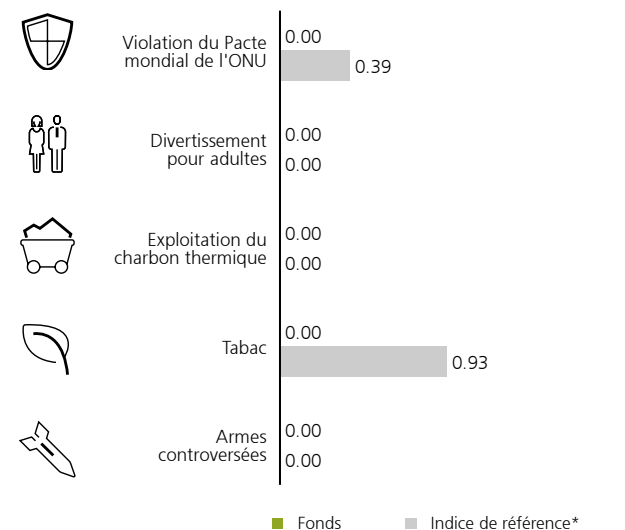 Violation du Pacte
mondial de l'ONU
0.00
0.39
Divertissement
pour adultes
0.00
0.00
Exploitation du
charbon thermique
0.00
0.00
Tabac
0.00
0.93
Armes
controversées
0.00
0.00
Fonds
Indice de référence*